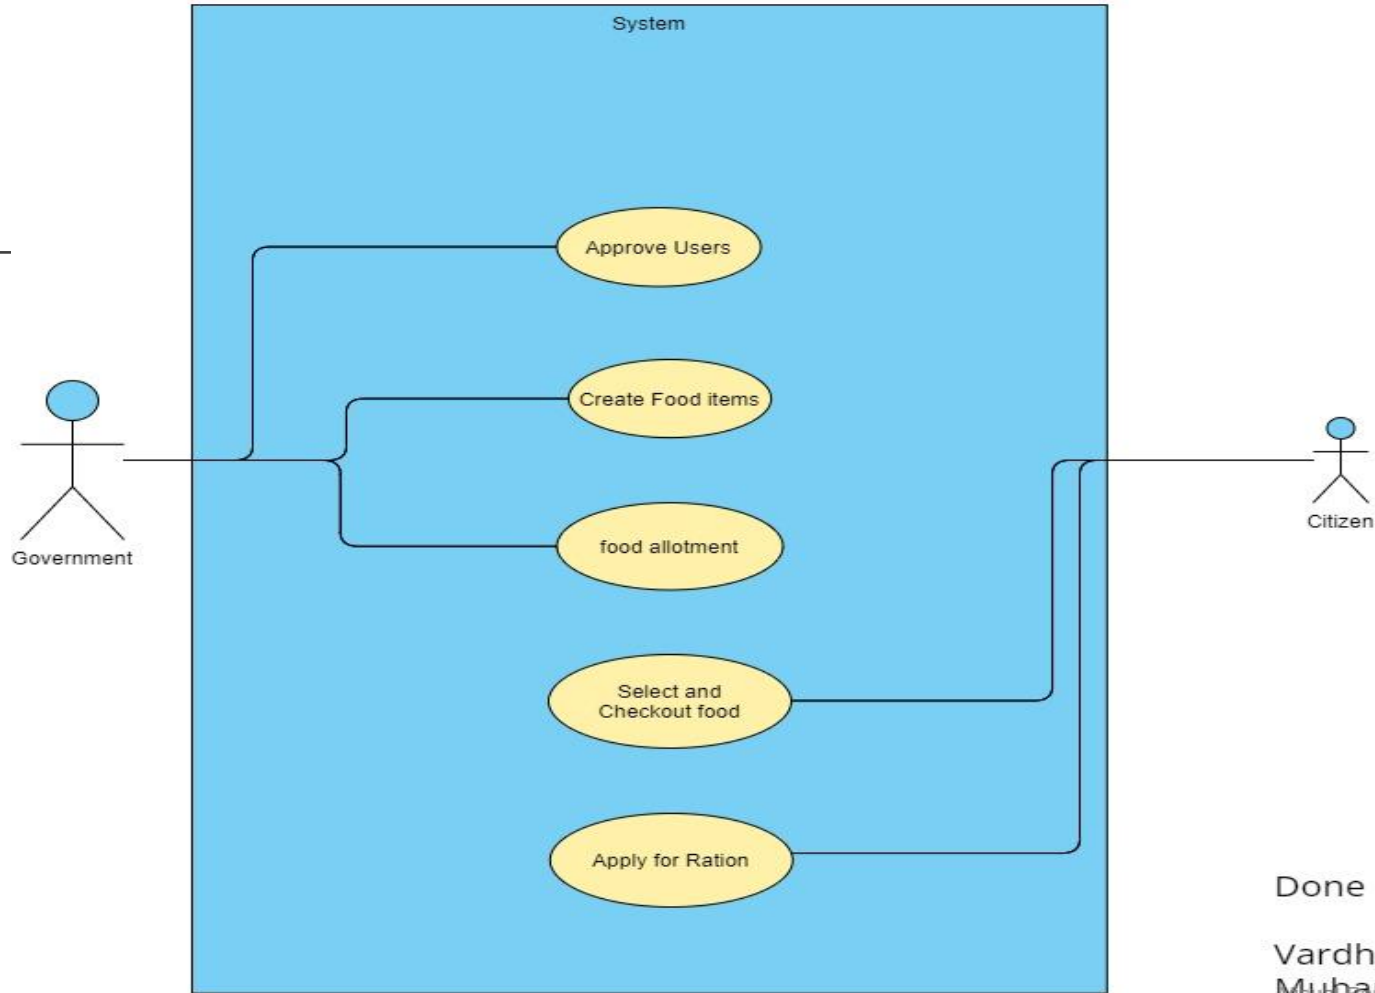 System
Approve Users
Create Food items
food allotment
Select and
Checkout food
Apply for Ration
Government
Citizen
Done